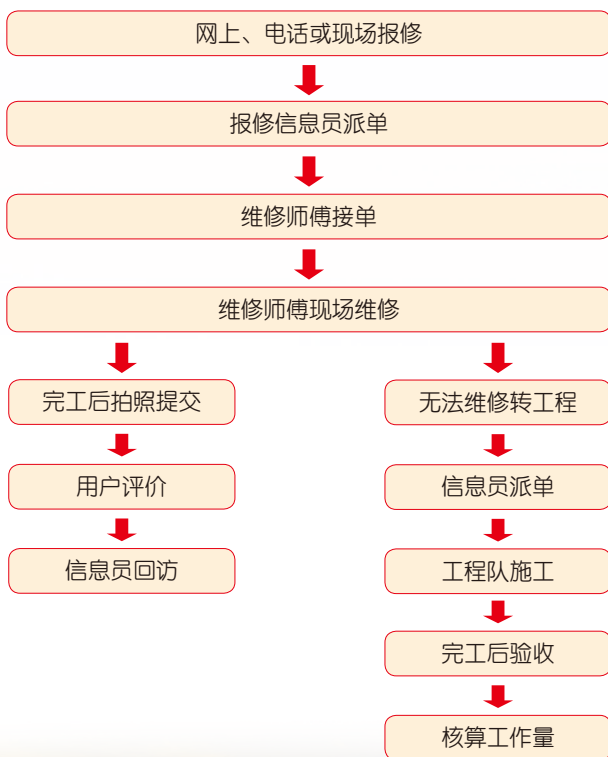 网上、电话或现场报修
报修信息员派单
维修师傅接单
维修师傅现场维修
完工后拍照提交
用户评价
信息员回访
无法维修转工程
信息员派单
工程队施工
完工后验收
核算工作量